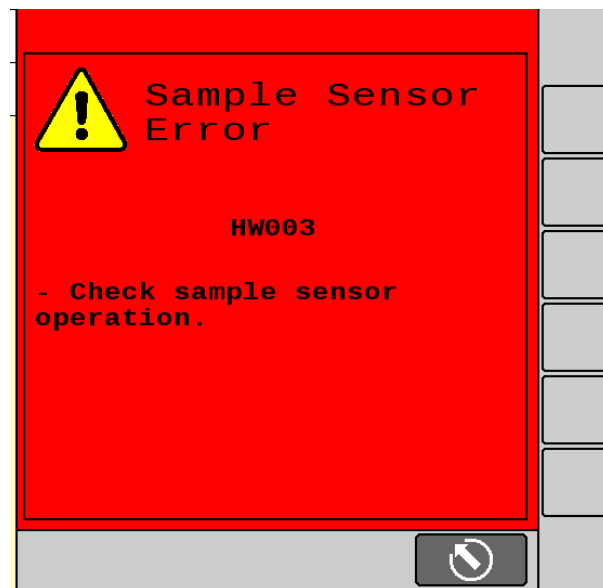 Sample Sensor
Error
HW003
- Check sample sensor
operation.